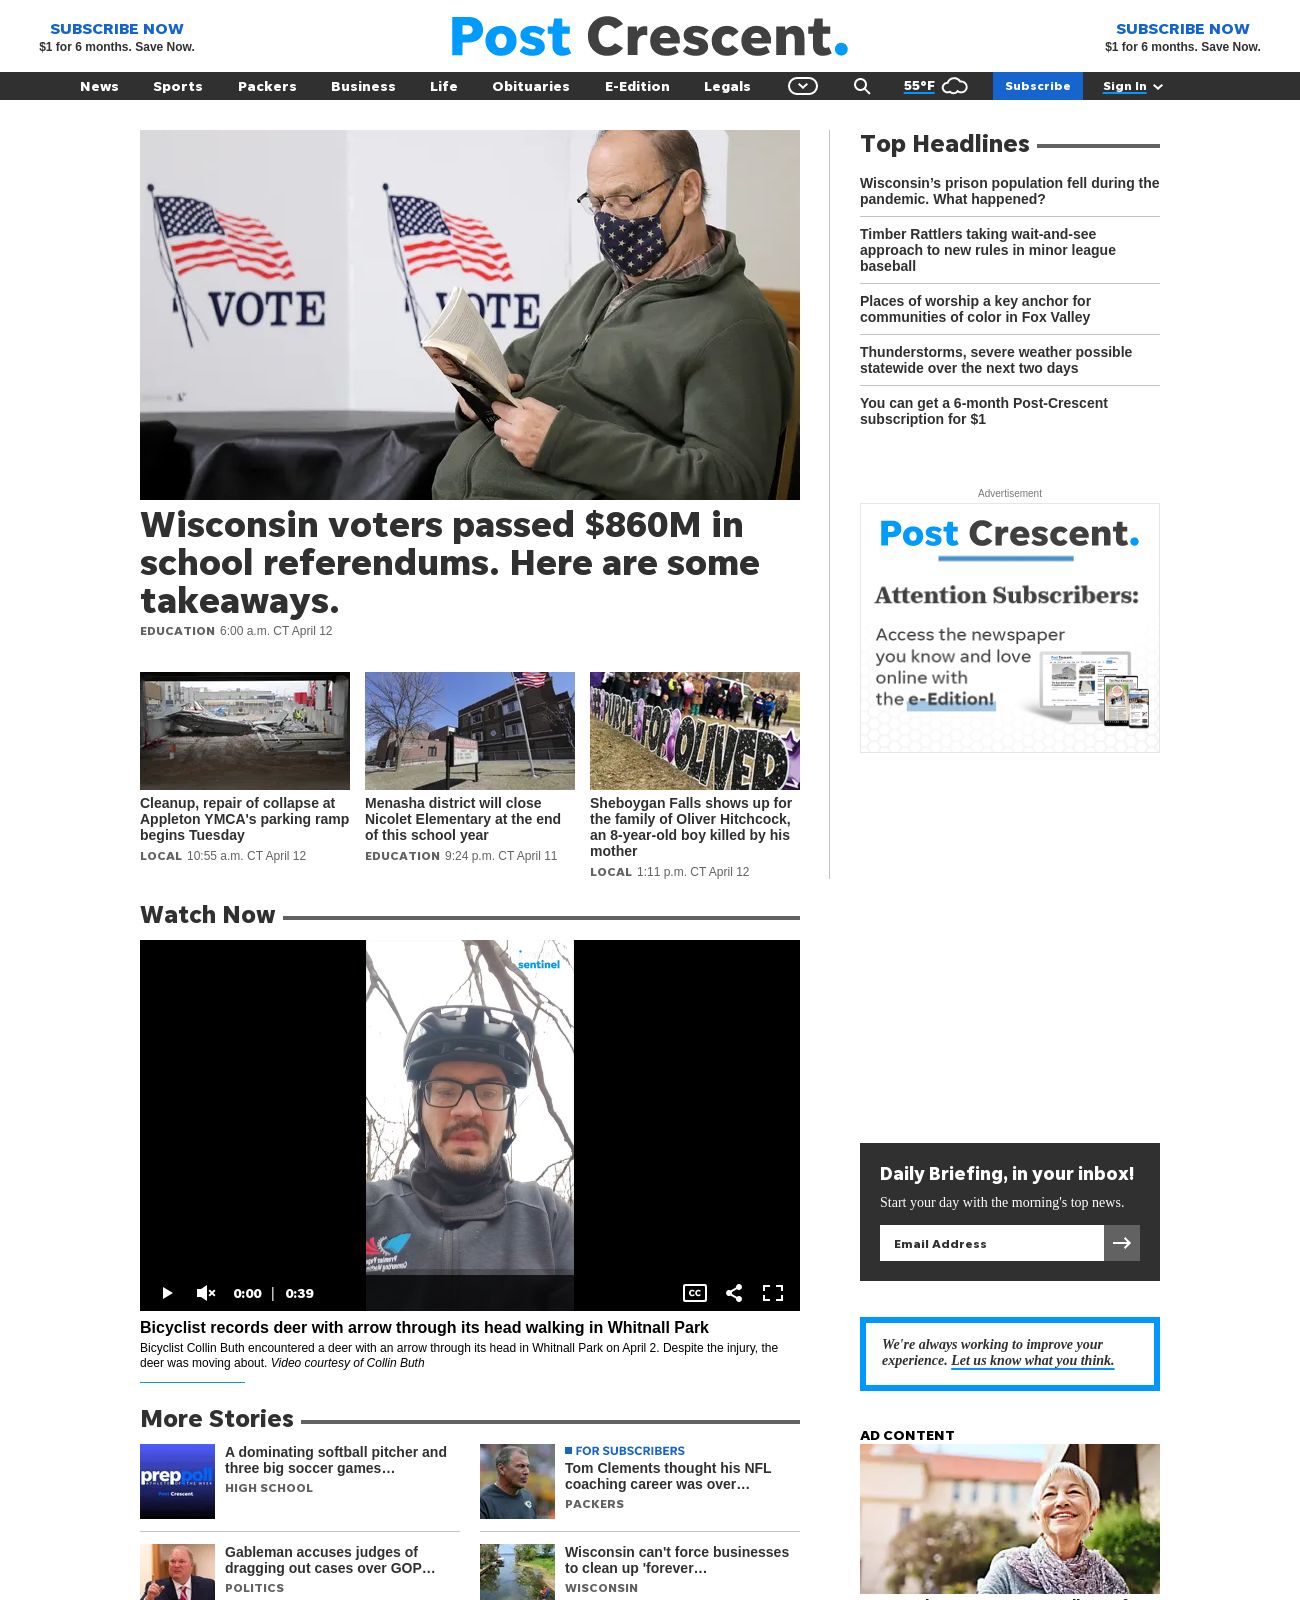 SUBSCRIBE NOW
$1 for 6 months. Save Now.
Post Crescent.
SUBSCRIBE NOW
$1 for 6 months. Save Now.
News Sports Packers Business Life Obituaries E-Edition Legals 55°F Subscribe Sign In
VOTE
VOTE
Wisconsin voters passed $860M in
school referendums. Here are some
takeaways.
EDUCATION 6:00 a.m. CT April 12
Cleanup, repair of collapse at
Appleton YMCA's parking ramp
begins Tuesday
LOCAL 10:55 a.m. CT April 12
Menasha district will close
Nicolet Elementary at the end
of this school year
EDUCATION 9:24 p.m. CT April 11
FOR OLIVER
Sheboygan Falls shows up for
the family of Oliver Hitchcock,
an 8-year-old boy killed by his
mother
LOCAL 1:11 p.m. CT April 12
Top Headlines
Wisconsin’s prison population fell during the
pandemic. What happened?
Timber Rattlers taking wait-and-see
approach to new rules in minor league
baseball
Places of worship a key anchor for
communities of color in Fox Valley
Thunderstorms, severe weather possible
statewide over the next two days
You can get a 6-month Post-Crescent
subscription for $1
Advertisement
Post Crescent.
Attention Subscribers:
Access the newspaper
you know and love
online with
the e-Edition!
Watch Now
sentinel
0:00 | 0:39
CC
Bicyclist records deer with arrow through its head walking in Whitnall Park
Bicyclist Collin Buth encountered a deer with an arrow through its head in Whitnall Park on April 2. Despite the injury, the
deer was moving about. Video courtesy of Collin Buth
Daily Briefing, in your inbox!
Start your day with the morning's top news.
Email Address
We're always working to improve your
experience. Let us know what you think.
More Stories
preppoll
ATHLETE OF THE WEEK
Post Crescent
A dominating softball pitcher and
three big soccer games…
HIGH SCHOOL
FOR SUBSCRIBERS
Tom Clements thought his NFL
coaching career was over…
PACKERS
Gableman accuses judges of
dragging out cases over GOP…
POLITICS
Wisconsin can't force businesses
to clean up 'forever…
WISCONSIN
AD CONTENT